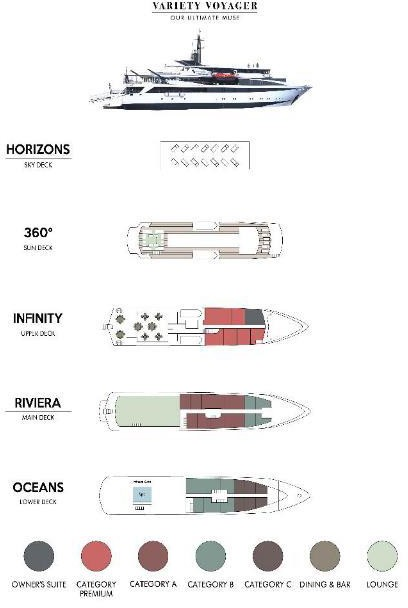 VARIETY VOYAGER
OUR ULTIMATE MUSE
HORIZONS
SKY DECK
360°
SUN DECK
INFINITY
UPPER DECK
RIVIERA
MAIN DECK
OCEANS
LOWER DECK
OWNER'S SUITE
CATEGORY PREMIUM
CATEGORY A
CATEGORY B
CATEGORY C
DINING & BAR
LOUNGE